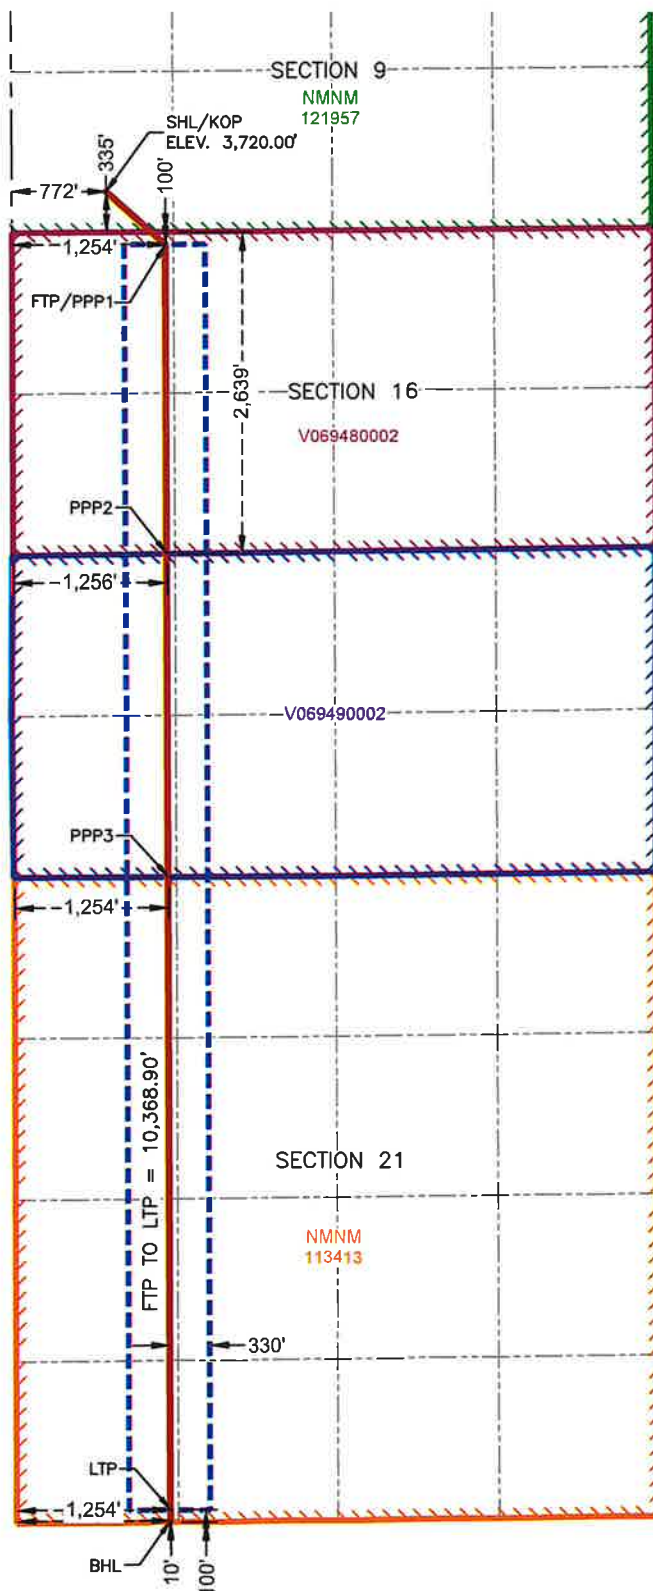 SECTION 9
NMNM
121957
SHL/KOP
ELEV. 3,720.00'
335'
100'
772'
1,254'
FTP/PPP1
2,639'
SECTION 16
V069480002
PPP2
1,256'
V069490002
PPP3
1,254'
FTP TO LTP = 10,368.90'
SECTION 21
NMNM
113413
330'
LTP
1,254'
BHL
10'
100'